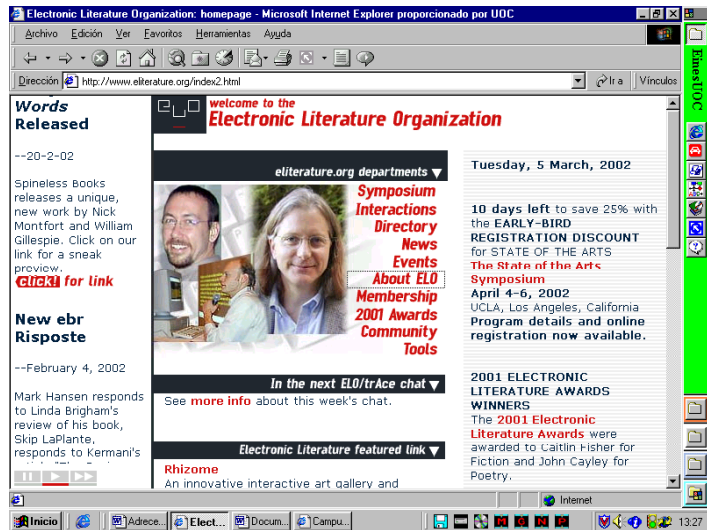 Electronic Literature Organization: homepage - Microsoft Internet Explorer proporcionado por UOC
Archivo Edición Ver Favoritos Herramientas Ayuda
Dirección http://www.eliterature.org/index2.html Ir a Vínculos
EinesUOC
Words
Released
--20-2-02
Spineless Books
releases a unique,
new work by Nick
Montfort and William
Gillespie. Click on our
link for a sneak
preview.
click! for link
New ebr
Risposte
--February 4, 2002
Mark Hansen responds
to Linda Brigham's
review of his book,
Skip LaPlante,
responds to Kermani's
elo
welcome to the
Electronic Literature Organization
eliterature.org departments
Symposium
Interactions
Directory
News
Events
About ELO
Membership
2001 Awards
Community
Tools
In the next ELO/trAce chat
See more info about this week's chat.
Electronic Literature featured link
Rhizome
An innovative interactive art gallery and
Tuesday, 5 March, 2002
10 days left to save 25% with
the EARLY-BIRD
REGISTRATION DISCOUNT
for STATE OF THE ARTS
The State of the Arts
Symposium
April 4-6, 2002
UCLA, Los Angeles, California
Program details and online
registration now available.
2001 ELECTRONIC
LITERATURE AWARDS
WINNERS
The 2001 Electronic
Literature Awards were
awarded to Caitlin Fisher for
Fiction and John Cayley for
Poetry.
Internet
Inicio Adrece... Elect... Docum... Campu... M O N P 13:27